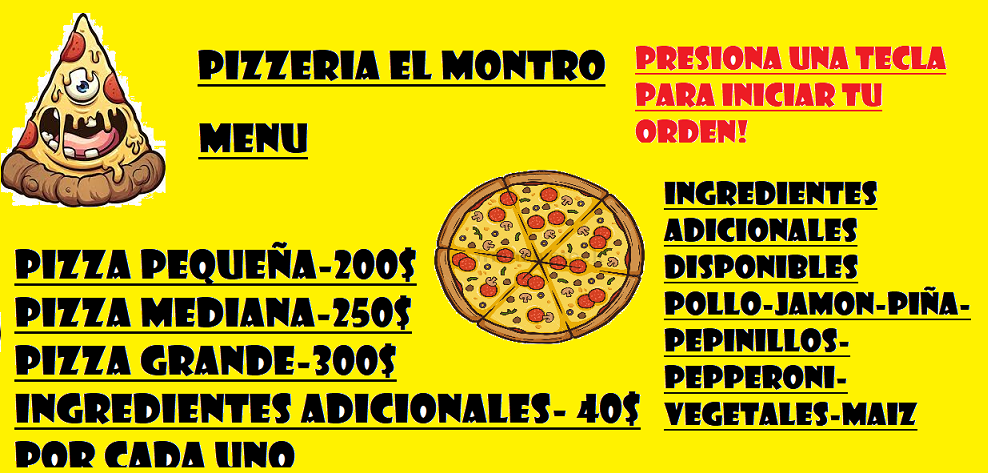 PIZZERIA EL MONTRO
MENU
PRESIONA UNA TECLA
PARA INICIAR TU
ORDEN!
PIZZA PEQUEÑA-200$
PIZZA MEDIANA-250$
PIZZA GRANDE-300$
INGREDIENTES ADICIONALES- 40$
POR CADA UNO
INGREDIENTES
ADICIONALES
DISPONIBLES
POLLO-JAMON-PIÑA-
PEPINILLOS-
PEPPERONI-
VEGETALES-MAIZ